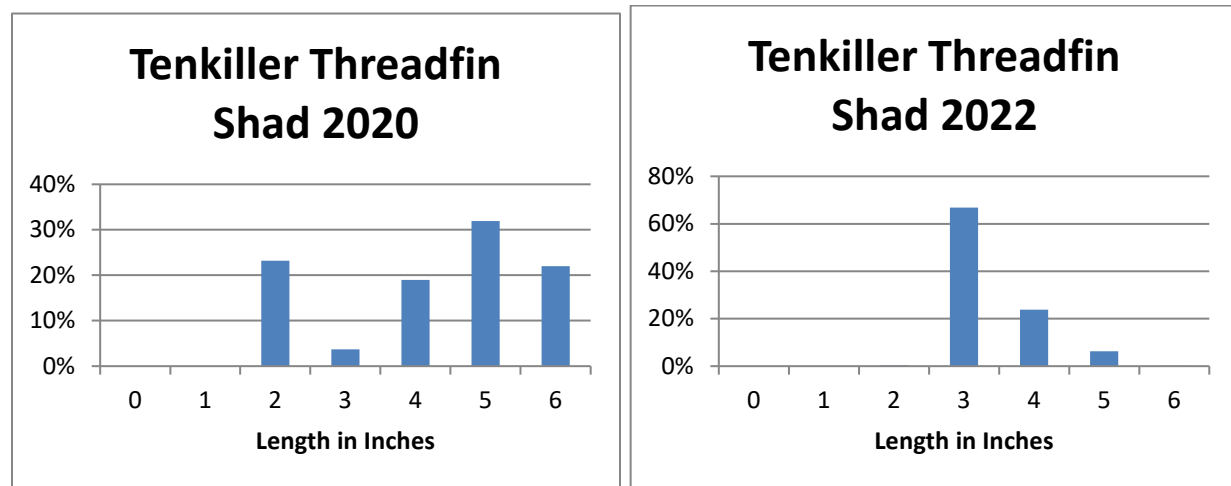 Tenkiller Threadfin
Shad 2020
40%
30%
20%
10%
0%
0 1 2 3 4 5 6
Length in Inches
Tenkiller Threadfin
Shad 2022
80%
60%
40%
20%
0%
0 1 2 3 4 5 6
Length in Inches